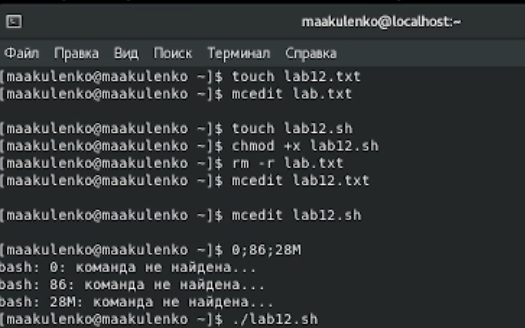 maakulenko@localhost:~
Файл Правка Вид Поиск Терминал Справка
[maakulenko@maakulenko ~]$ touch lab12.txt
[maakulenko@maakulenko ~]$ mcedit lab.txt
[maakulenko@maakulenko ~]$ touch lab12.sh
[maakulenko@maakulenko ~]$ chmod +x lab12.sh
[maakulenko@maakulenko ~]$ rm -r lab.txt
[maakulenko@maakulenko ~]$ mcedit lab12.txt
[maakulenko@maakulenko ~]$ mcedit lab12.sh
[maakulenko@maakulenko ~]$ 0;86;28M
bash: 0: команда не найдена...
bash: 86: команда не найдена...
bash: 28M: команда не найдена...
[maakulenko@maakulenko ~]$ ./lab12.sh